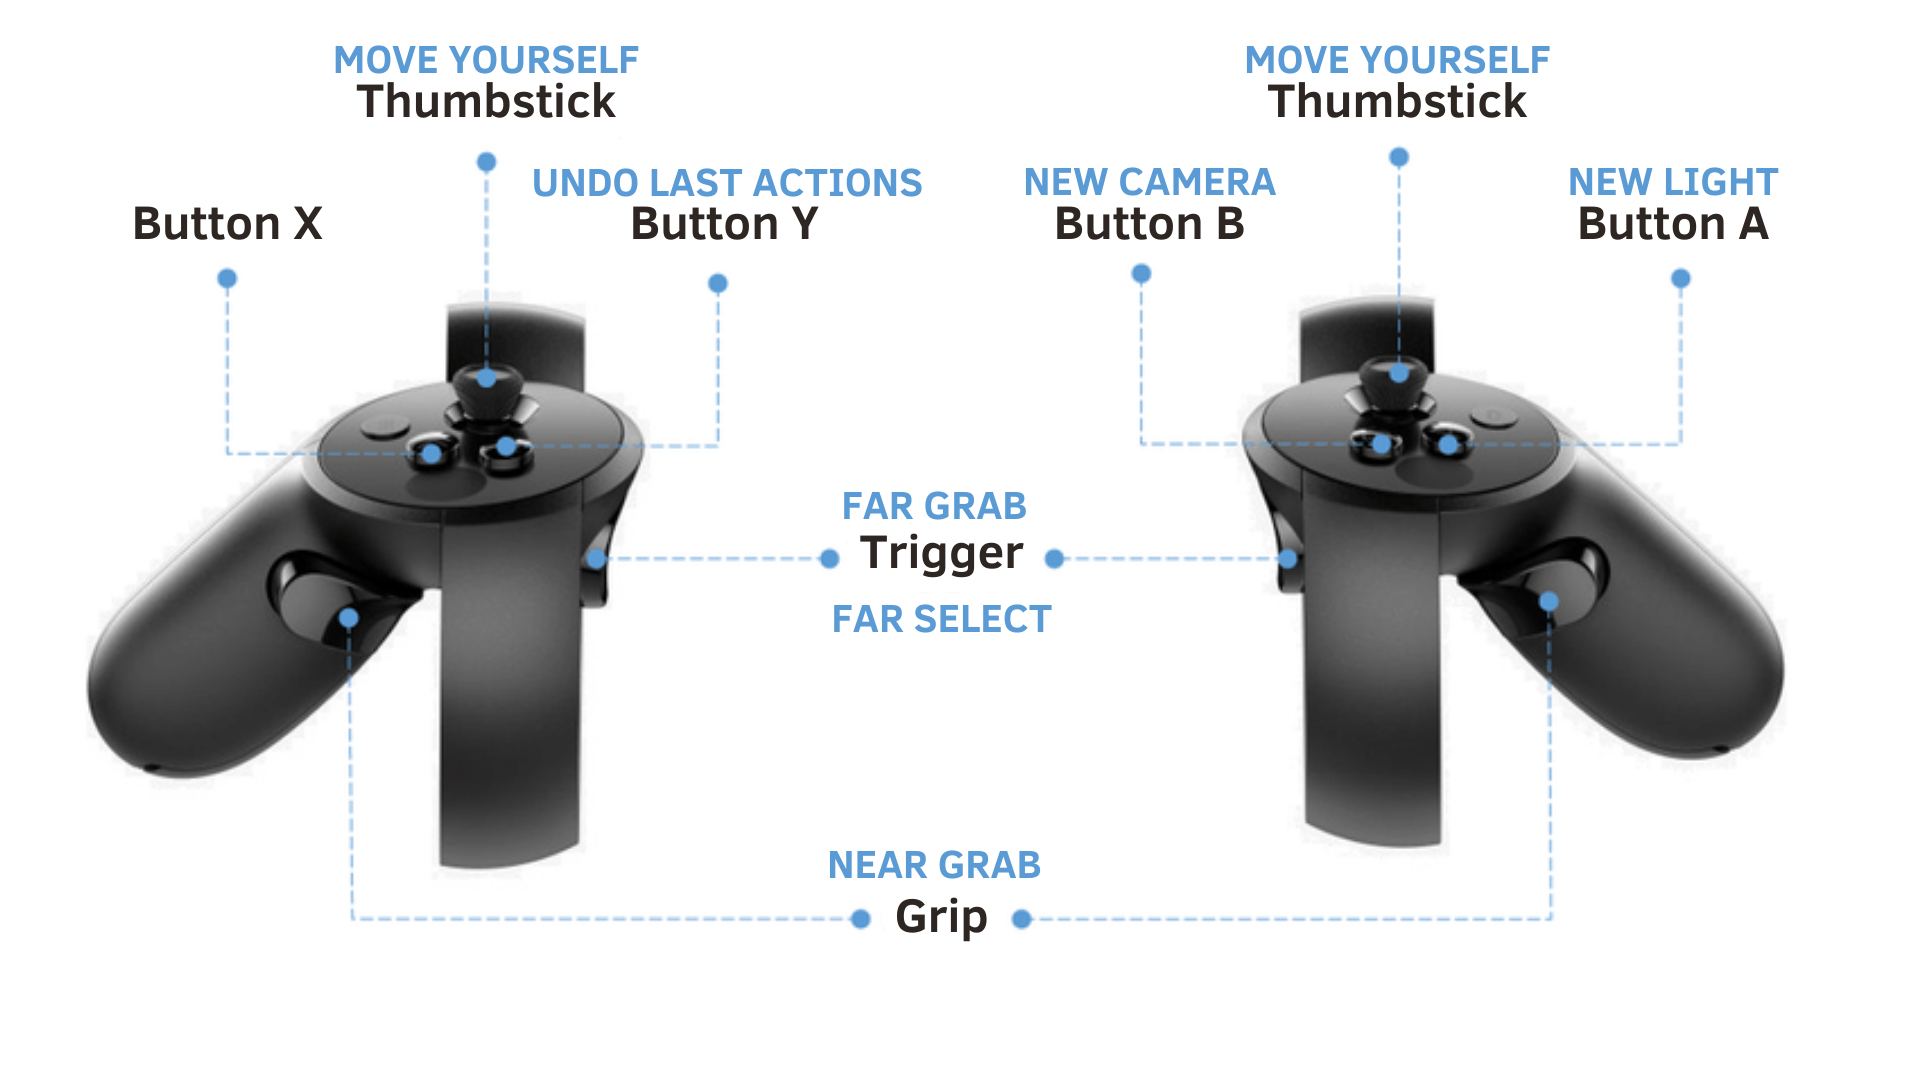 MOVE YOURSELF
Thumbstick
MOVE YOURSELF
Thumbstick
Button X
UNDO LAST ACTIONS
Button Y
NEW CAMERA
Button B
NEW LIGHT
Button A
FAR GRAB
Trigger
FAR SELECT
NEAR GRAB
Grip